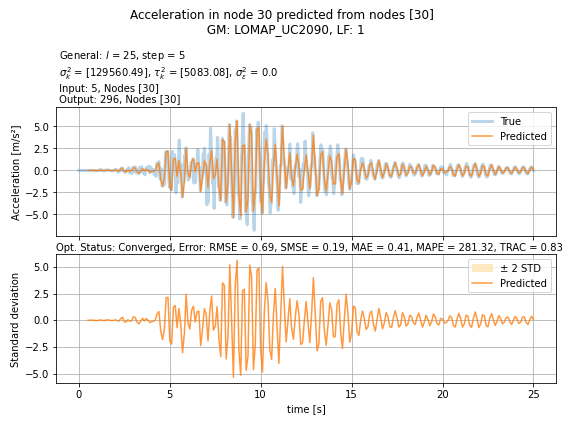 Acceleration in node 30 predicted from nodes [30]
GM: LOMAP_UC2090, LF: 1
General: l = 25, step = 5
σ²ₖ = [129560.49], τ²ₖ = [5083.08], σ²ε = 0.0
Input: 5, Nodes [30]
Output: 296, Nodes [30]
Acceleration [m/s²]
5.0
2.5
0.0
−2.5
−5.0
True
Predicted
Opt. Status: Converged, Error: RMSE = 0.69, SMSE = 0.19, MAE = 0.41, MAPE = 281.32, TRAC = 0.83
Standard deviation
5.0
2.5
0.0
−2.5
−5.0
± 2 STD
Predicted
0 5 10 15 20 25
time [s]